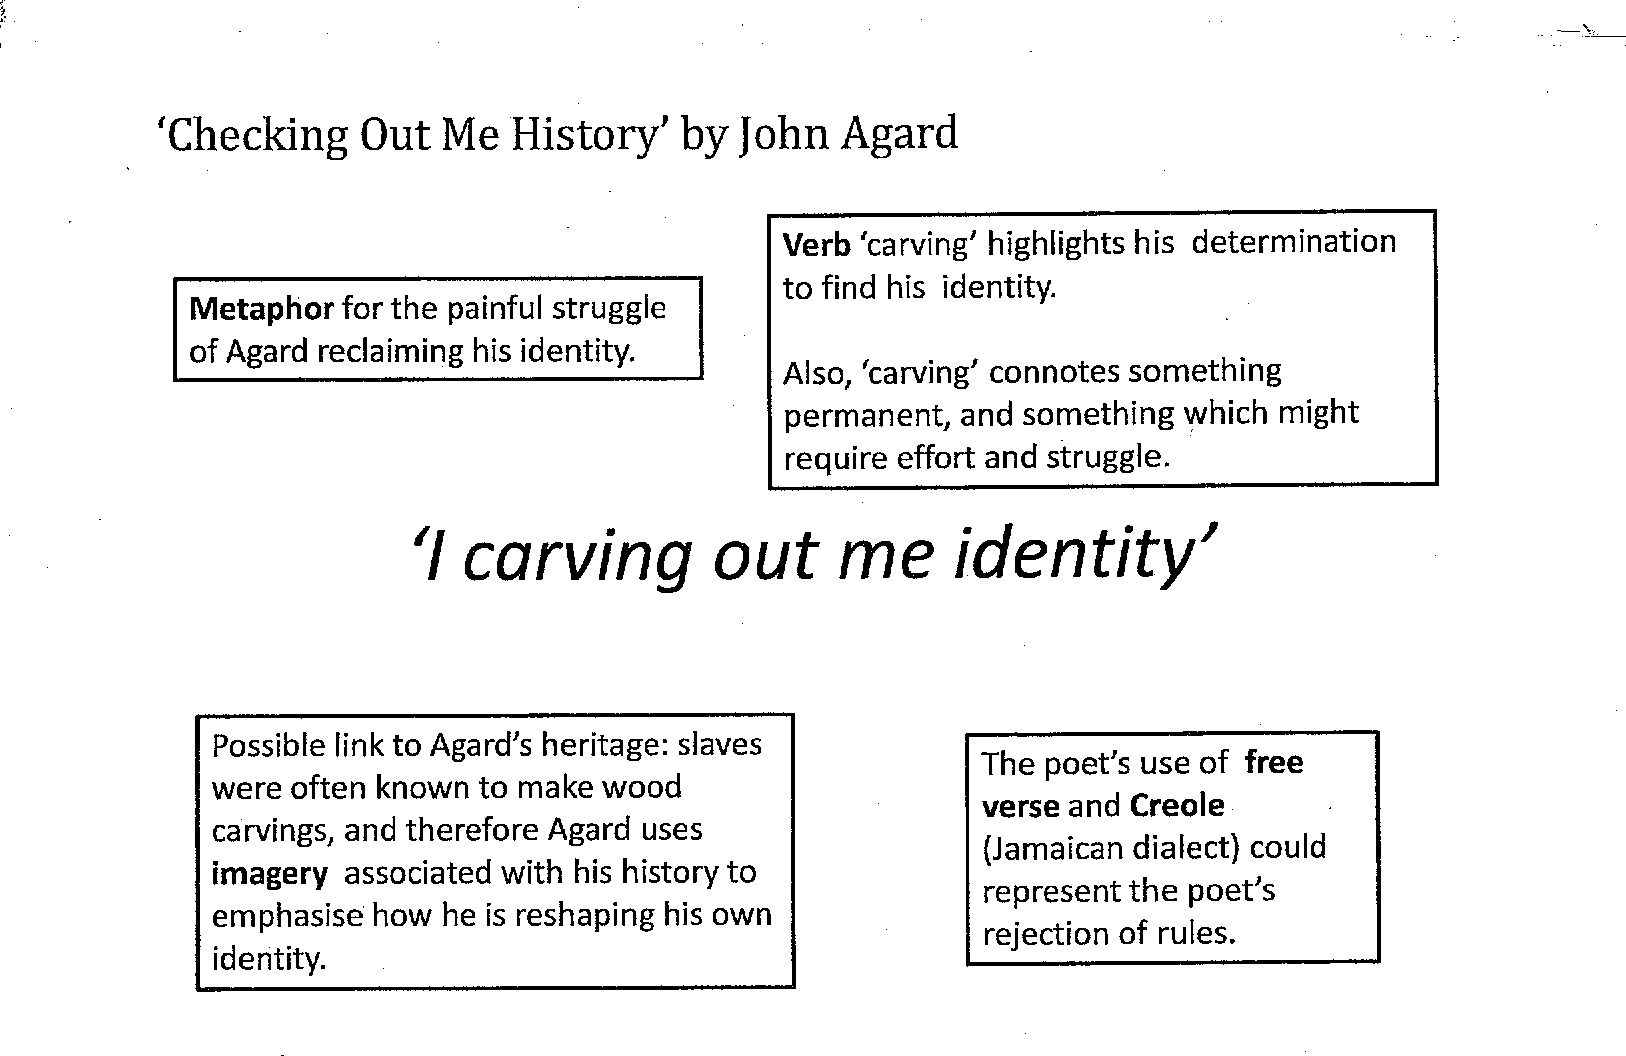 ‘Checking Out Me History’ by John Agard
Metaphor for the painful struggle
of Agard reclaiming his identity.
Verb ‘carving’ highlights his determination
to find his identity.
Also, ‘carving’ connotes something
permanent, and something which might
require effort and struggle.
‘I carving out me identity’
Possible link to Agard’s heritage: slaves
were often known to make wood
carvings, and therefore Agard uses
imagery associated with his history to
emphasise how he is reshaping his own
identity.
The poet’s use of free
verse and Creole
(Jamaican dialect) could
represent the poet’s
rejection of rules.